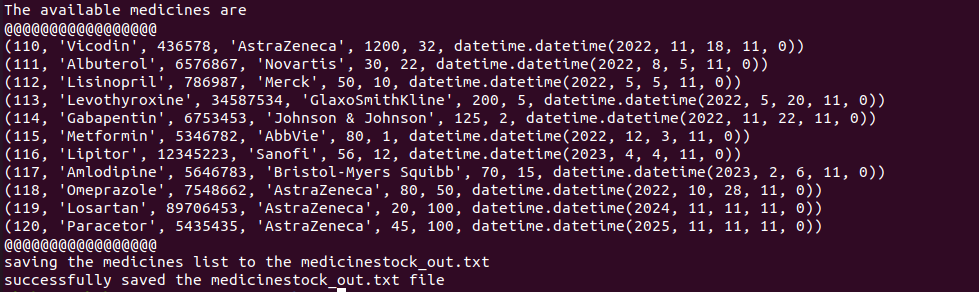 The available medicines are
@@@@@@@@@@@@@@@@@
(110, 'Vicodin', 436578, 'AstraZeneca', 1200, 32, datetime.datetime(2022, 11, 18, 11, 0))
(111, 'Albuterol', 6576867, 'Novartis', 30, 22, datetime.datetime(2022, 8, 5, 11, 0))
(112, 'Lisinopril', 786987, 'Merck', 50, 10, datetime.datetime(2022, 5, 5, 11, 0))
(113, 'Levothyroxine', 34587534, 'GlaxoSmithKline', 200, 5, datetime.datetime(2022, 5, 20, 11, 0))
(114, 'Gabapentin', 6753453, 'Johnson & Johnson', 125, 2, datetime.datetime(2022, 11, 22, 11, 0))
(115, 'Metformin', 5346782, 'AbbVie', 80, 1, datetime.datetime(2022, 12, 3, 11, 0))
(116, 'Lipitor', 12345223, 'Sanofi', 56, 12, datetime.datetime(2023, 4, 4, 11, 0))
(117, 'Amlodipine', 5646783, 'Bristol-Myers Squibb', 70, 15, datetime.datetime(2023, 2, 6, 11, 0))
(118, 'Omeprazole', 7548662, 'AstraZeneca', 80, 50, datetime.datetime(2022, 10, 28, 11, 0))
(119, 'Losartan', 89706453, 'AstraZeneca', 20, 100, datetime.datetime(2024, 11, 11, 11, 0))
(120, 'Paracetor', 5435435, 'AstraZeneca', 45, 100, datetime.datetime(2025, 11, 11, 11, 0))
@@@@@@@@@@@@@@@@@
saving the medicines list to the medicinestock_out.txt
successfully saved the medicinestock_out.txt file